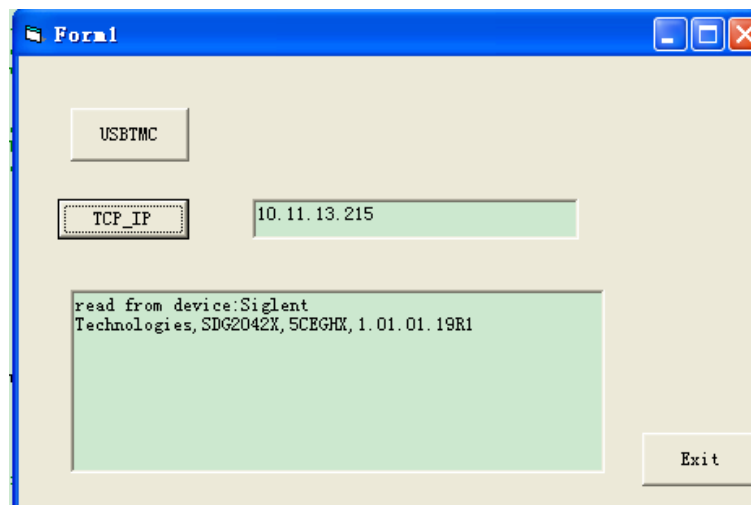 Form1
USBTMC
TCP_IP
10.11.13.215
read from device:Siglent
Technologies,SDG2042X,5CEGHX,1.01.01.19R1
Exit